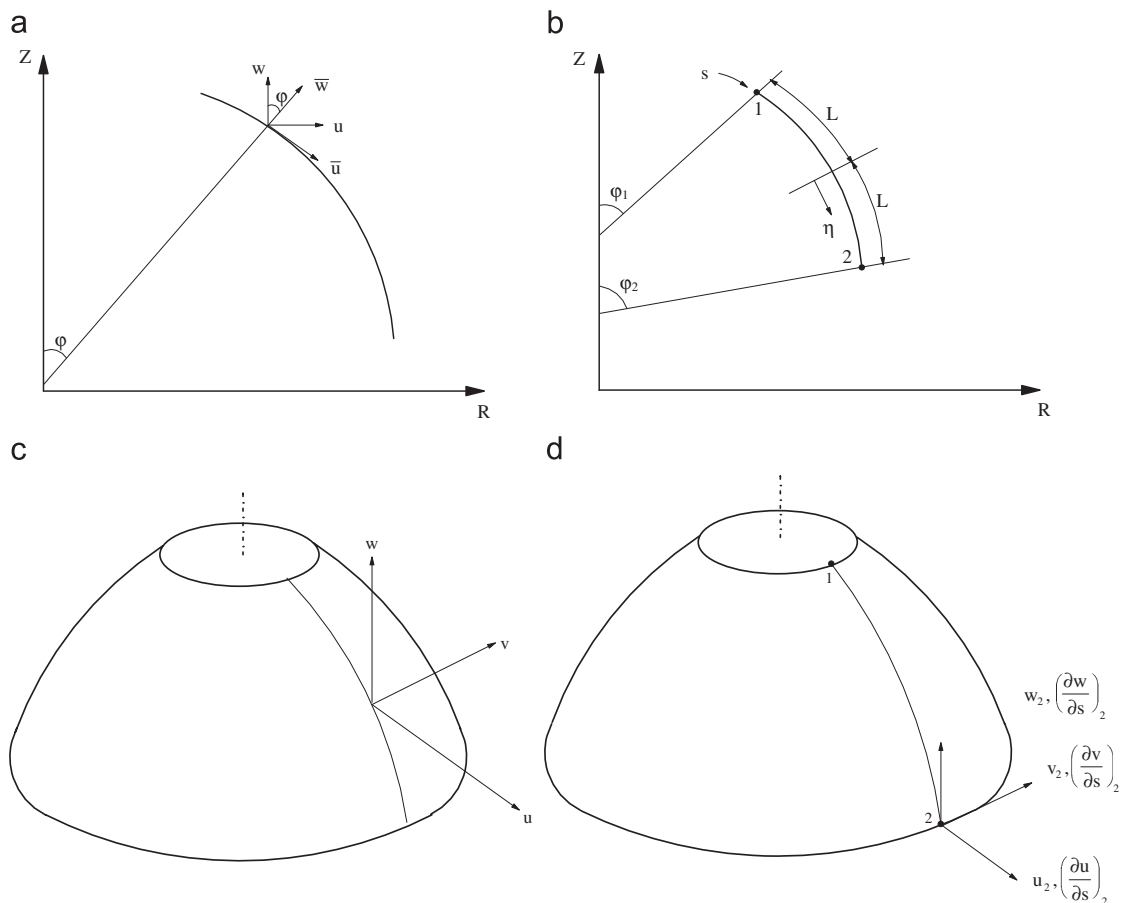 a
Z
w
φ
w̅
u
u̅
φ
R
b
Z
s
1
L
φ₁
η
L
2
φ₂
R
c
w
v
u
d
1
w₂, (∂w/∂s)₂
v₂, (∂v/∂s)₂
2
u₂, (∂u/∂s)₂